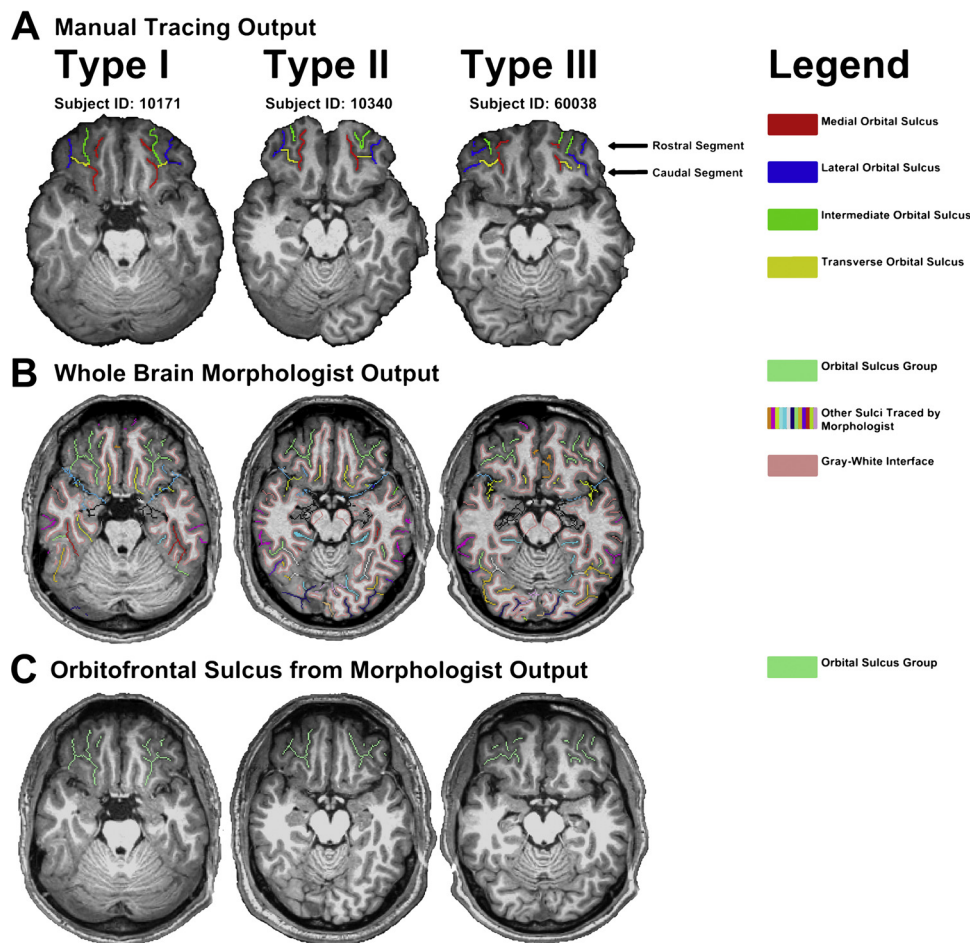 A Manual Tracing Output
Type I
Type II
Type III
Legend
Subject ID: 10171
Subject ID: 10340
Subject ID: 60038
Rostral Segment
Caudal Segment
Medial Orbital Sulcus
Lateral Orbital Sulcus
Intermediate Orbital Sulcus
Transverse Orbital Sulcus
B Whole Brain Morphologist Output
Orbital Sulcus Group
Other Sulci Traced by
Morphologist
Gray-White Interface
C Orbitofrontal Sulcus from Morphologist Output
Orbital Sulcus Group